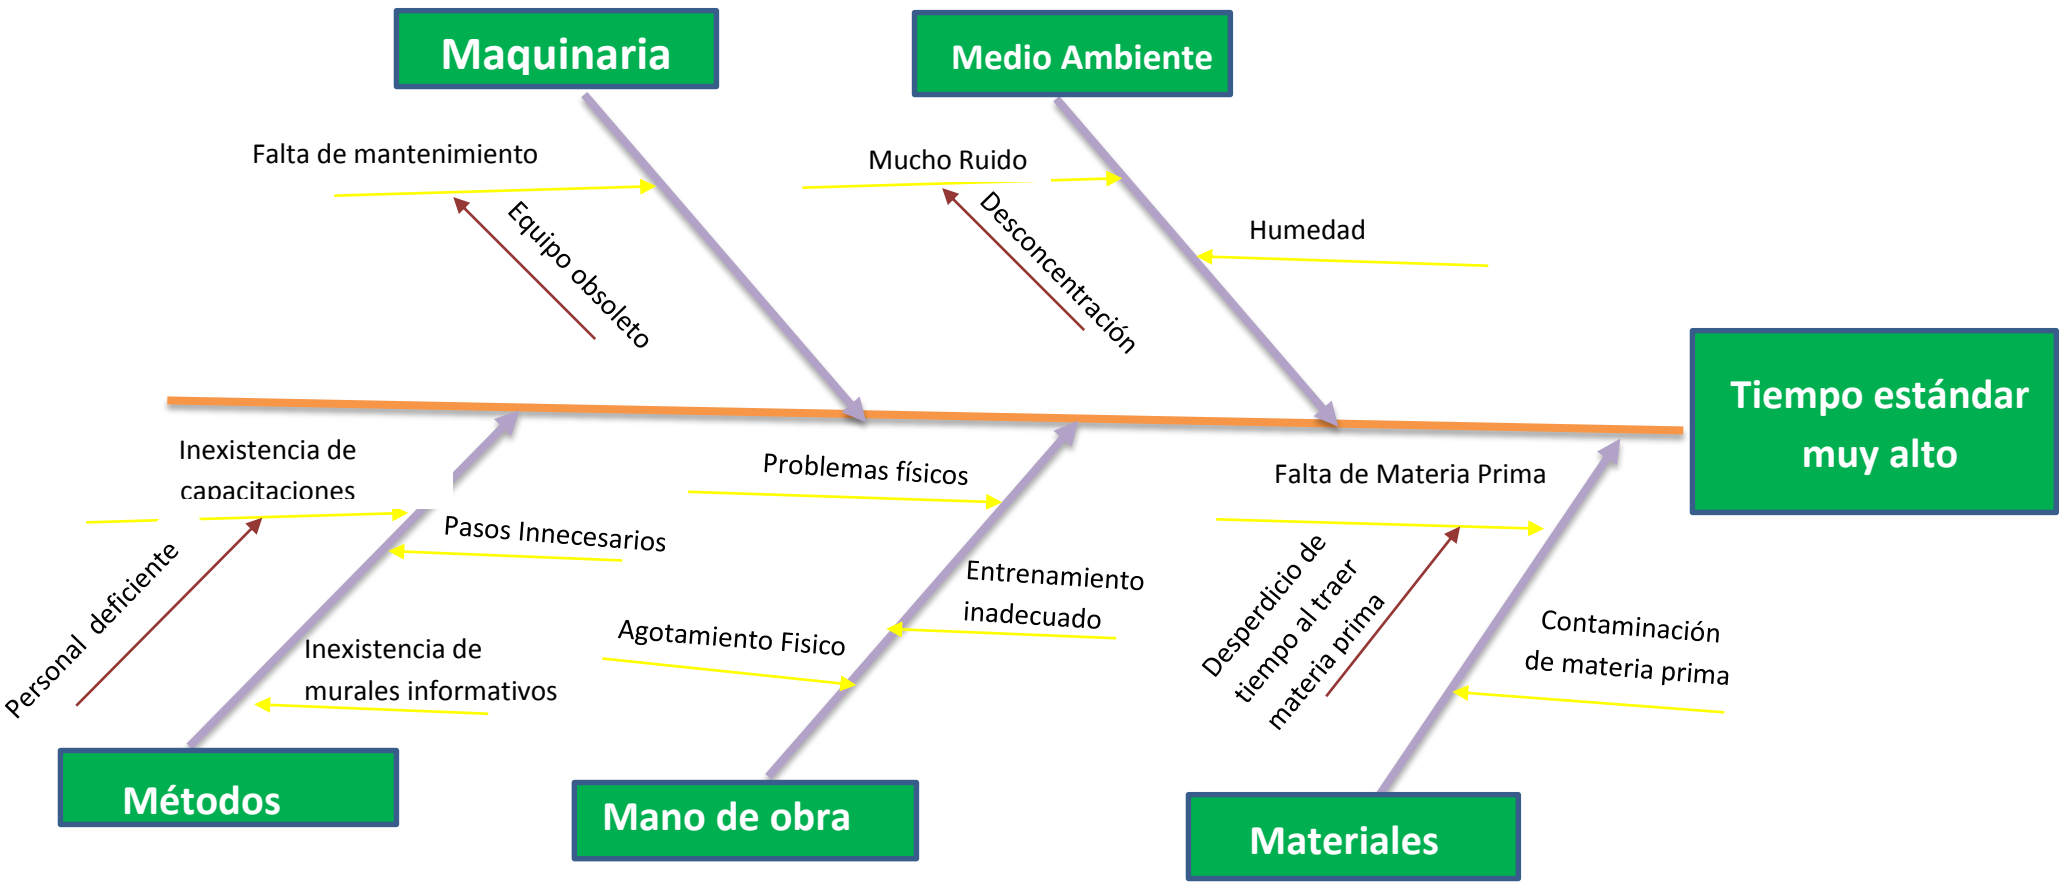 Maquinaria
Medio Ambiente
Falta de mantenimiento
Equipo obsoleto
Mucho Ruido
Desconcentración
Humedad
Tiempo estándar
muy alto
Inexistencia de
capacitaciones
Personal deficiente
Pasos Innecesarios
Inexistencia de
murales informativos
Problemas físicos
Entrenamiento
inadecuado
Agotamiento Fisico
Falta de Materia Prima
Desperdicio de
tiempo al traer
materia prima
Contaminación
de materia prima
Métodos
Mano de obra
Materiales